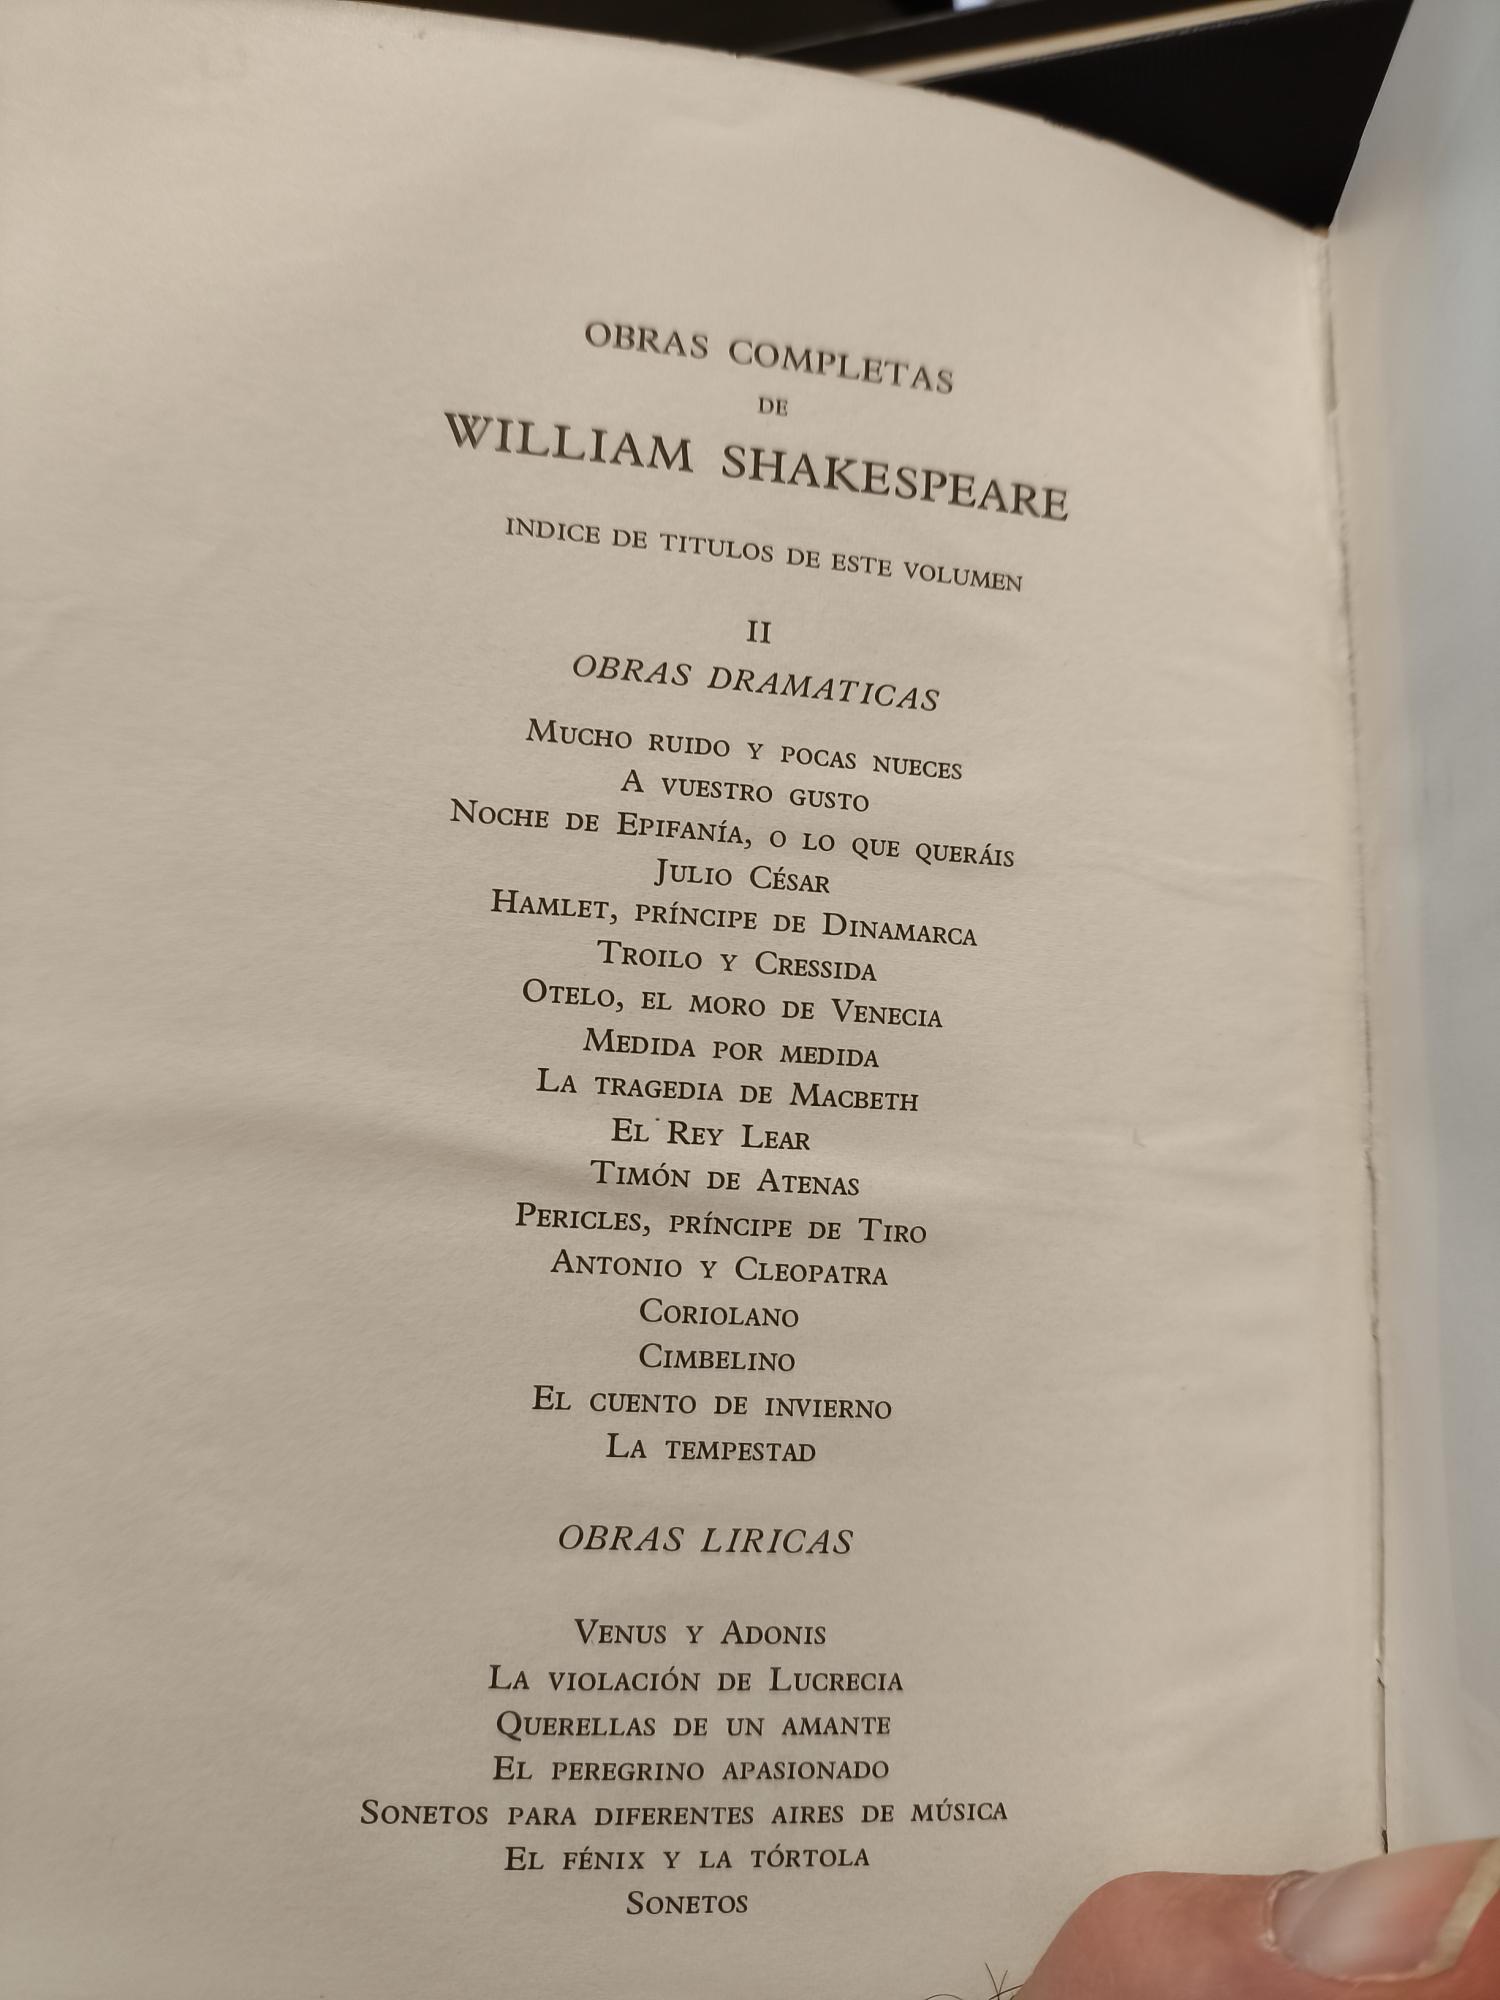 OBRAS COMPLETAS
DE
WILLIAM SHAKESPEARE
INDICE DE TITULOS DE ESTE VOLUMEN
II
OBRAS DRAMATICAS
MUCHO RUIDO Y POCAS NUECES
A VUESTRO GUSTO
NOCHE DE EPIFANÍA, O LO QUE QUERÁIS
JULIO CÉSAR
HAMLET, PRÍNCIPE DE DINAMARCA
TROILO Y CRESSIDA
OTELO, EL MORO DE VENECIA
MEDIDA POR MEDIDA
LA TRAGEDIA DE MACBETH
EL REY LEAR
TIMÓN DE ATENAS
PERICLES, PRÍNCIPE DE TIRO
ANTONIO Y CLEOPATRA
CORIOLANO
CIMBELINO
EL CUENTO DE INVIERNO
LA TEMPESTAD
OBRAS LIRICAS
VENUS Y ADONIS
LA VIOLACIÓN DE LUCRECIA
QUERELLAS DE UN AMANTE
EL PEREGRINO APASIONADO
SONETOS PARA DIFERENTES AIRES DE MÚSICA
EL FÉNIX Y LA TÓRTOLA
SONETOS